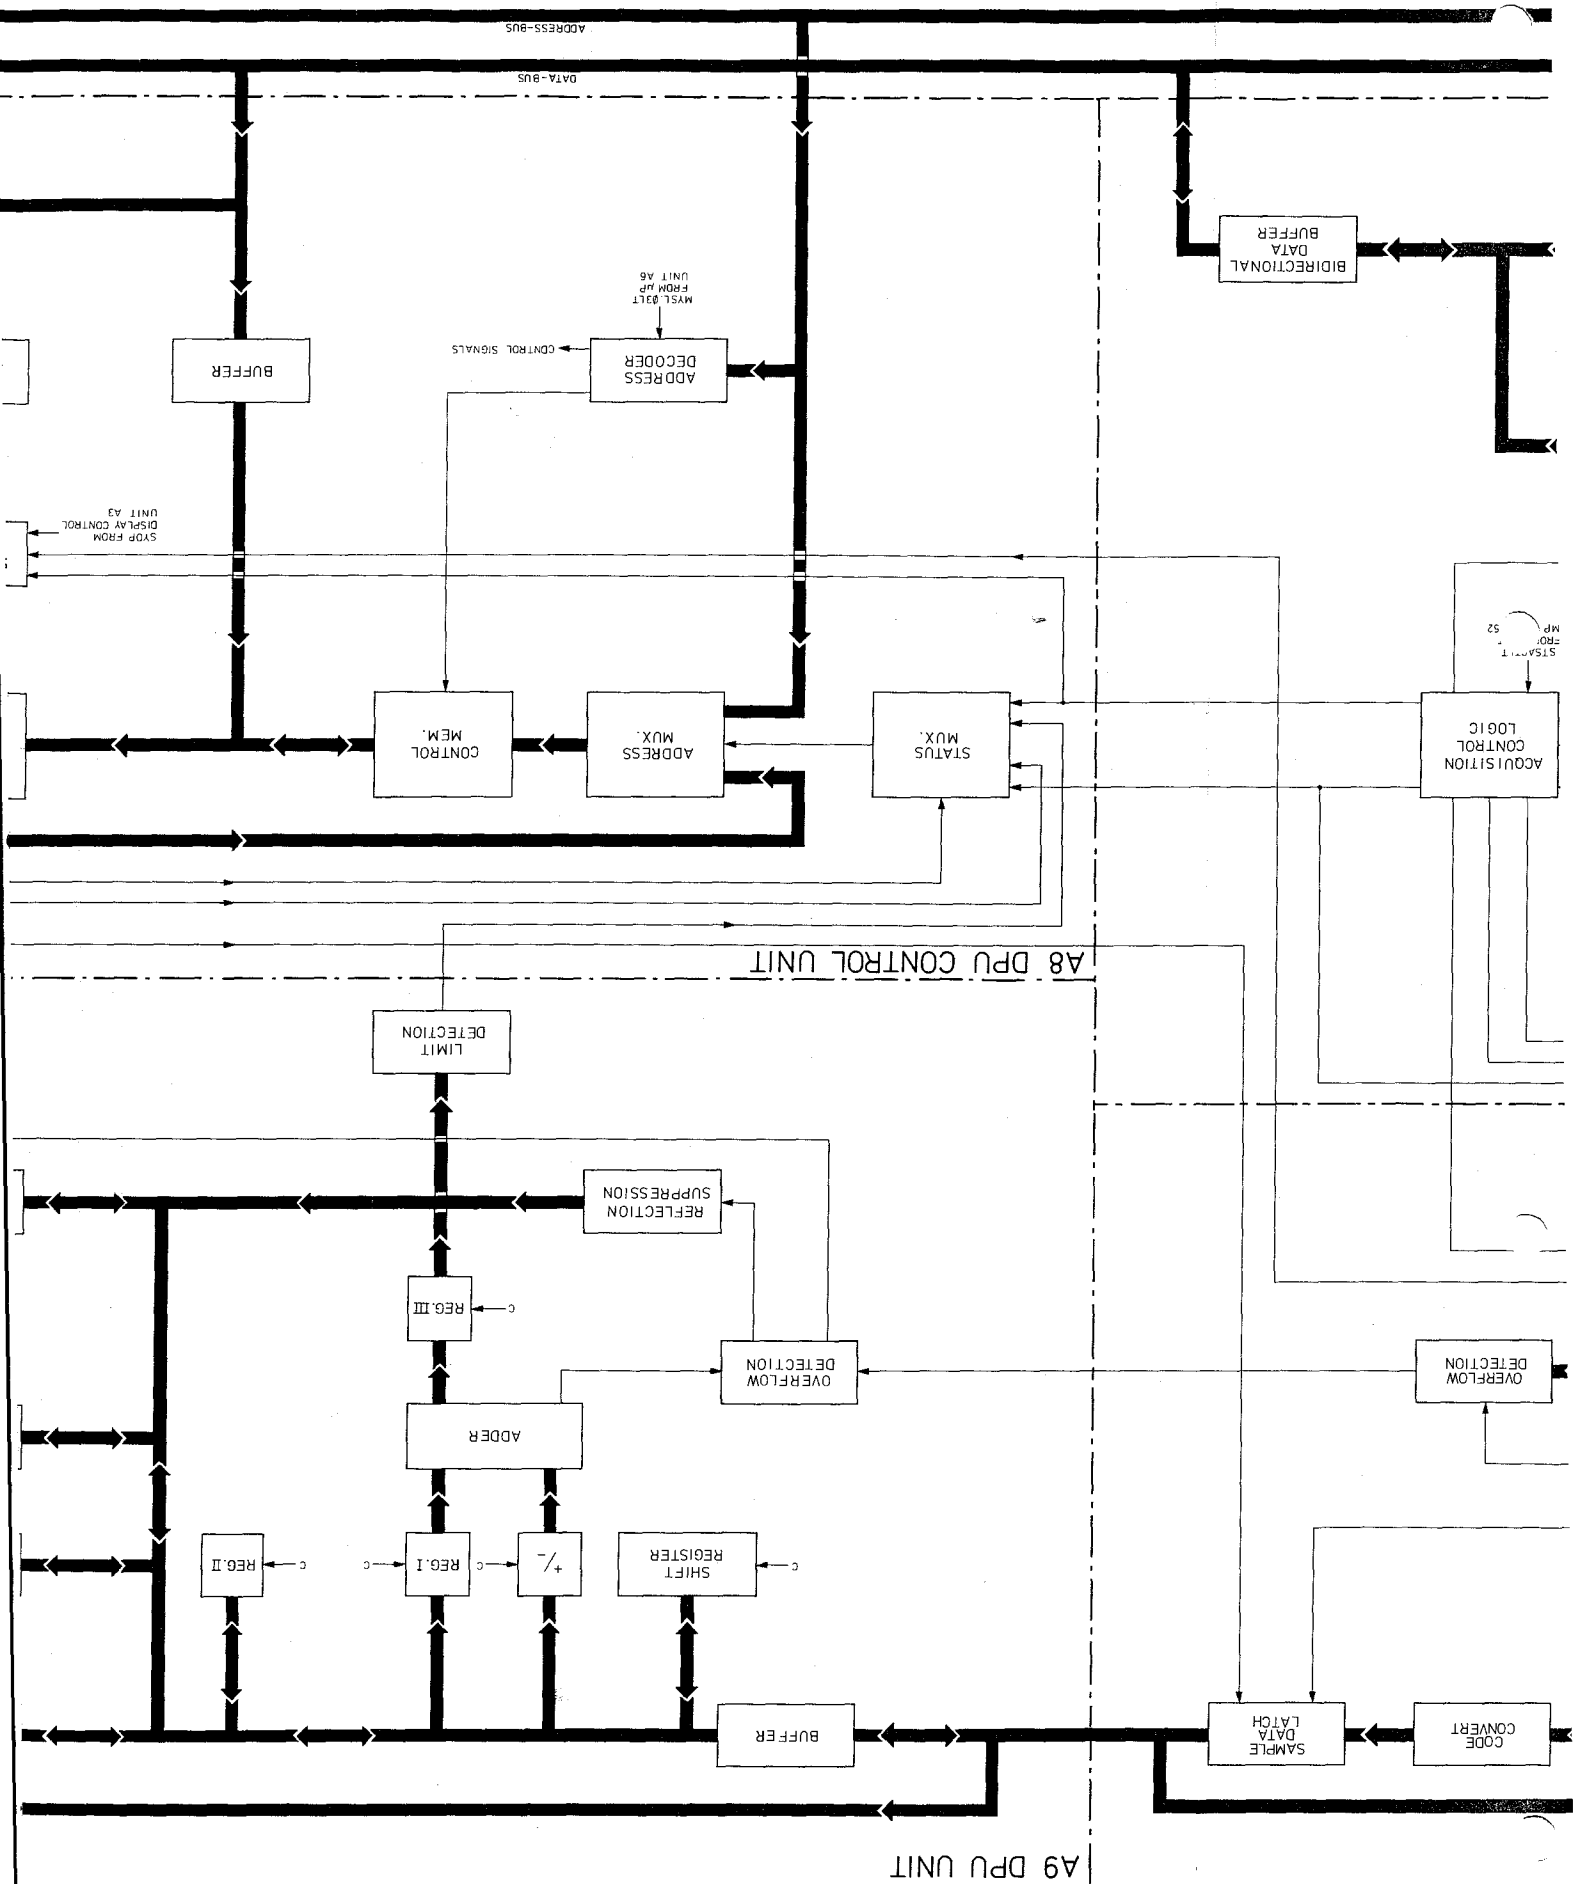 A9 DPU UNIT
CODE
CONVERT
SAMPLE
DATA
LATCH
BUFFER
C
SHIFT
REGISTER
+/-
C
REG.I
C
C
REG.II
ADDER
OVERFLOW
DETECTION
OVERFLOW
DETECTION
C
REG.III
REFLECTION
SUPPRESSION
LIMIT
DETECTION
A8 DPU CONTROL UNIT
ACQUISITION
CONTROL
LOGIC
STATUS
MUX.
ADDRESS
MUX.
CONTROL
MEM.
MP 52
SYDP FROM
DISPLAY CONTROL
UNIT A3
ADDRESS
DECODER
CONTROL SIGNALS
BUFFER
MYSL03LT
FROM µP
UNIT A6
BIDIRECTIONAL
DATA
BUFFER
DATA-BUS
ADDRESS-BUS